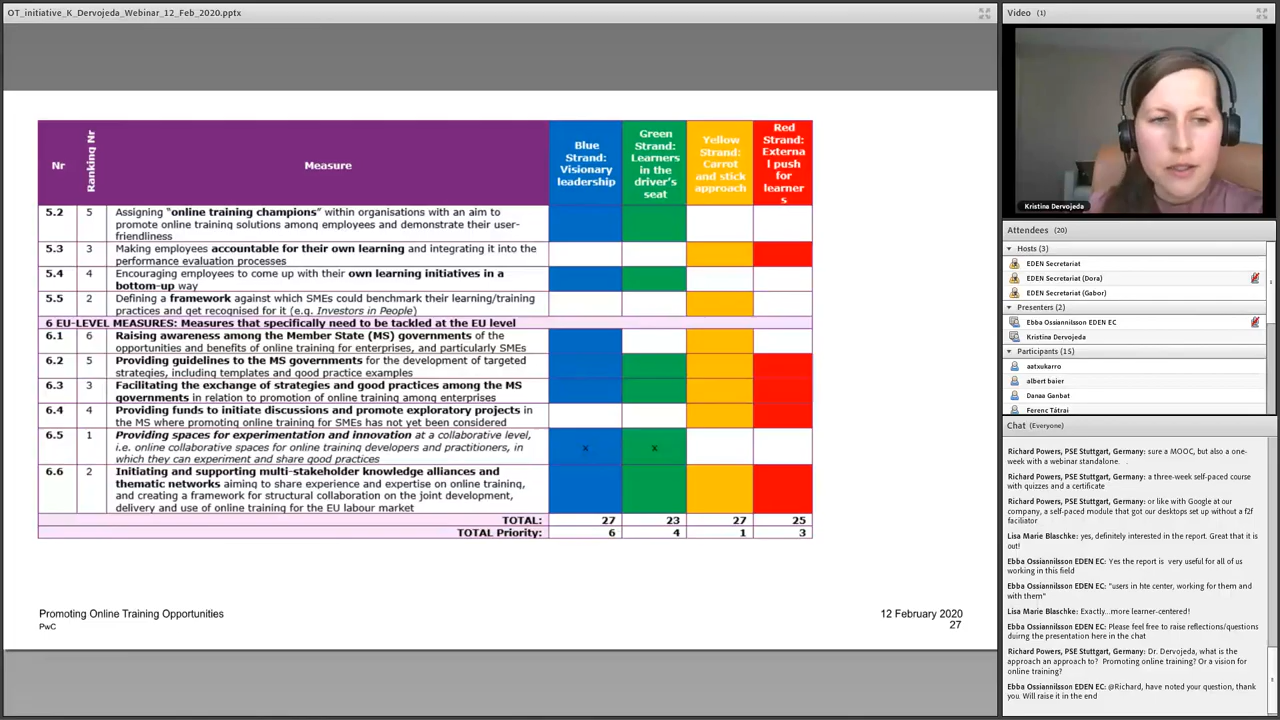 OT_initiative_K_Dervojeda_Webinar_12_Feb_2020.pptx
Nr
Ranking Nr
Measure
Blue
Strand:
Visionary
leadership
Green
Strand:
Learners
in the
driver's
seat
Yellow
Strand:
Carrot
and stick
approach
Red
Strand:
Externa
l push
for
learner
s
5.2 5 Assigning "online training champions" within organisations with an aim to
promote online training solutions among employees and demonstrate their user-
friendliness
5.3 3 Making employees accountable for their own learning and integrating it into the
performance evaluation processes
5.4 4 Encouraging employees to come up with their own learning initiatives in a
bottom-up way
5.5 2 Defining a framework against which SMEs could benchmark their learning/training
practices and get recognised for it (e.g. Investors in People)
6 EU-LEVEL MEASURES: Measures that specifically need to be tackled at the EU level
6.1 6 Raising awareness among the Member State (MS) governments of the
opportunities and benefits of online training for enterprises, and particularly SMEs
6.2 5 Providing guidelines to the MS governments for the development of targeted
strategies, including templates and good practice examples
6.3 3 Facilitating the exchange of strategies and good practices among the MS
governments in relation to promotion of online training among enterprises
6.4 4 Providing funds to initiate discussions and promote exploratory projects in
the MS where promoting online training for SMEs has not yet been considered
6.5 1 Providing spaces for experimentation and innovation at a collaborative level,
i.e. online collaborative spaces for online training developers and practitioners, in x x
which they can experiment and share good practices
6.6 2 Initiating and supporting multi-stakeholder knowledge alliances and
thematic networks aiming to share experience and expertise on online training,
and creating a framework for structural collaboration on the joint development,
delivery and use of online training for the EU labour market
TOTAL: 27 23 27 25
TOTAL Priority: 6 4 1 3
Promoting Online Training Opportunities
PwC
12 February 2020
27
Video (1)
Kristina Dervojeda
Attendees (20)
Hosts (3)
EDEN Secretariat
EDEN Secretariat (Dora)
EDEN Secretariat (Gabor)
Presenters (2)
Ebba Ossiannilsson EDEN EC
Kristina Dervojeda
Participants (15)
aatxukarro
albert baier
Danaa Ganbat
Ferenc Tátrai
Chat (Everyone)
Richard Powers, PSE Stuttgart, Germany: sure a MOOC, but also a one-
week with a webinar standalone. .
Richard Powers, PSE Stuttgart, Germany: a three-week self-paced course
with quizzes and a certificate
Richard Powers, PSE Stuttgart, Germany: or like with Google at our
company, a self-paced module that got our desktops set up without a f2f
faciliator
Lisa Marie Blaschke: yes, definitely interested in the report. Great that it is
out!
Ebba Ossiannilsson EDEN EC: Yes the report is very useful for all of us
working in this field
Ebba Ossiannilsson EDEN EC: "users in hte center, working for them and
with them"
Lisa Marie Blaschke: Exactly...more learner-centered!
Ebba Ossiannilsson EDEN EC: Please feel free to raise reflections/questions
duirng the presentation here in the chat
Richard Powers, PSE Stuttgart, Germany: Dr. Dervojeda, what is the
approach an approach to? Promoting online training? Or a vision for
online training?
Ebba Ossiannilsson EDEN EC: @Richard, have noted your question, thank
you. Will raise it in the end